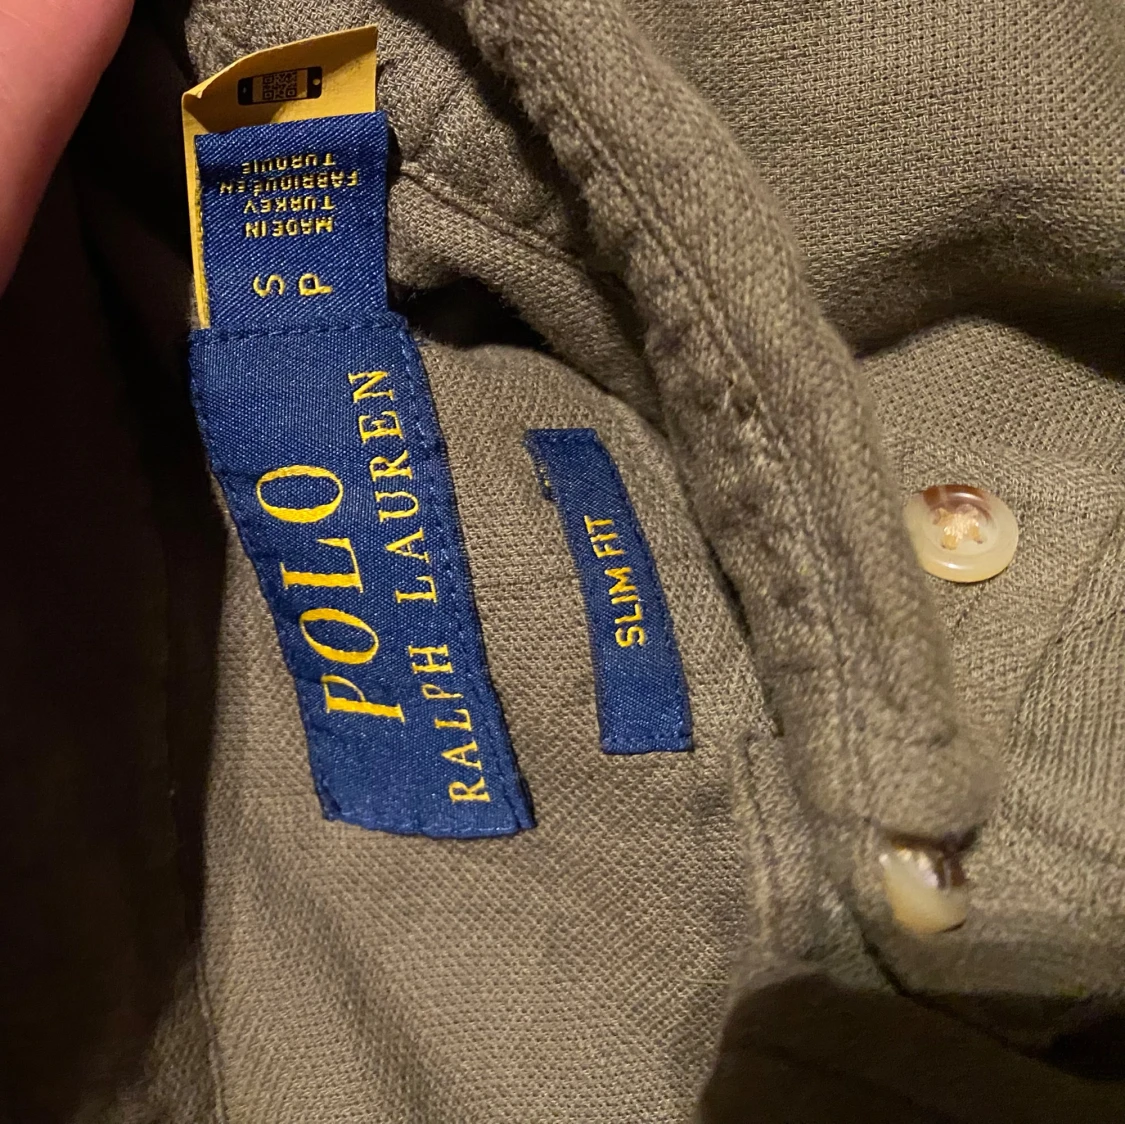 POLO
RALPH LAUREN
SLIM FIT
S
P
MADE IN
TURKEY
FABRIQUÉ EN
TURQUIE